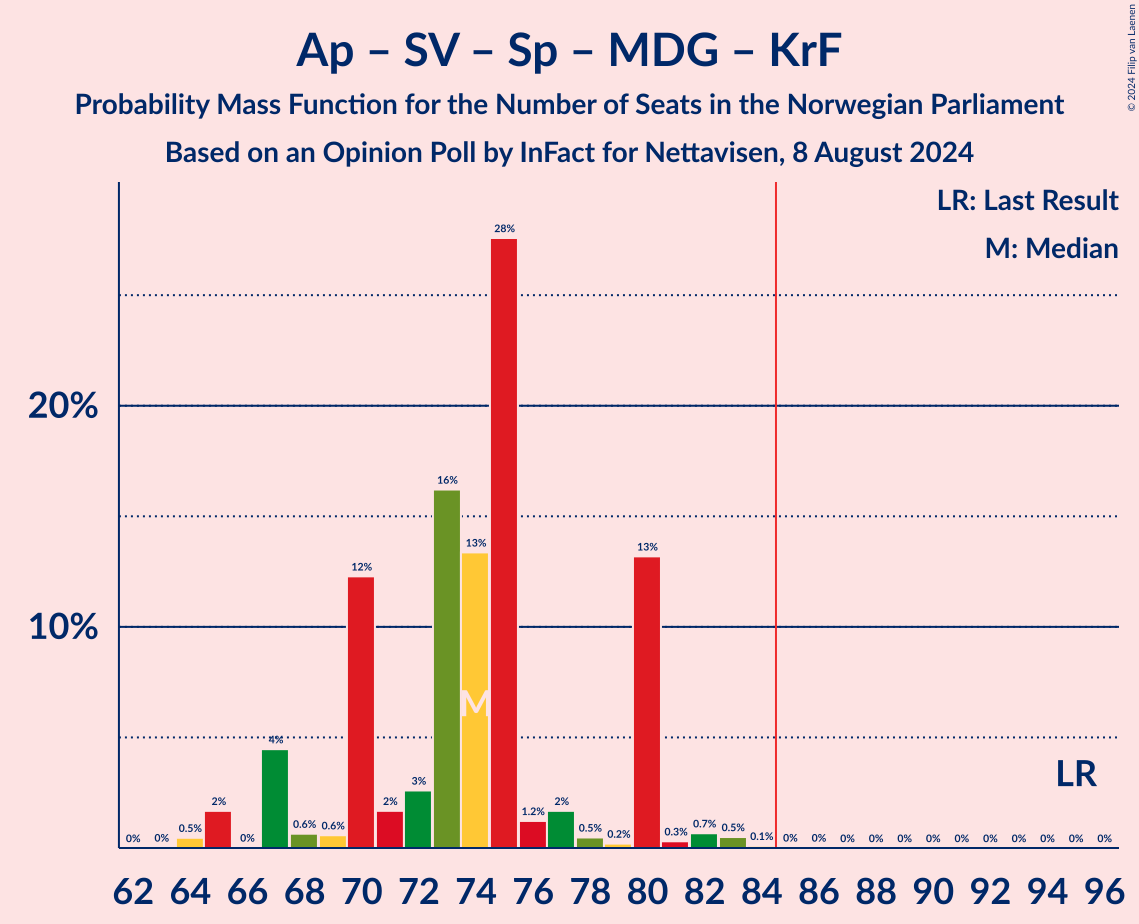 Ap – SV – Sp – MDG – KrF
Probability Mass Function for the Number of Seats in the Norwegian Parliament
Based on an Opinion Poll by InFact for Nettavisen, 8 August 2024
© 2024 Filip van Laenen
LR: Last Result
M: Median
20%
10%
0% 0% 0.5% 2% 0% 4% 0.6% 0.6% 12% 2% 3% 16% 13% 28% 1.2% 2% 0.5% 0.2% 13% 0.3% 0.7% 0.5% 0.1% 0% 0% 0% 0% 0% 0% 0% 0% 0% 0% 0% 0%
M
LR
62 64 66 68 70 72 74 76 78 80 82 84 86 88 90 92 94 96